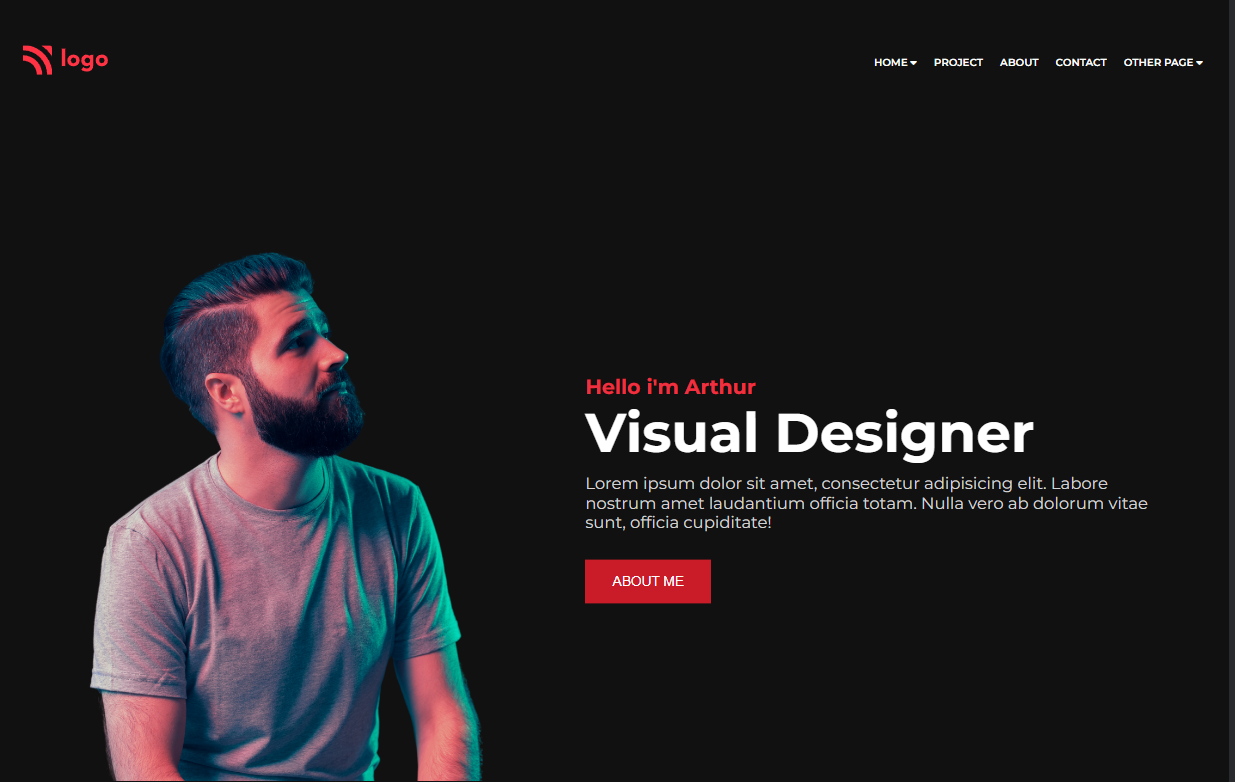 logo
HOME PROJECT ABOUT CONTACT OTHER PAGE
Hello i'm Arthur
Visual Designer
Lorem ipsum dolor sit amet, consectetur adipisicing elit. Labore
nostrum amet laudantium officia totam. Nulla vero ab dolorum vitae
sunt, officia cupiditate!
ABOUT ME